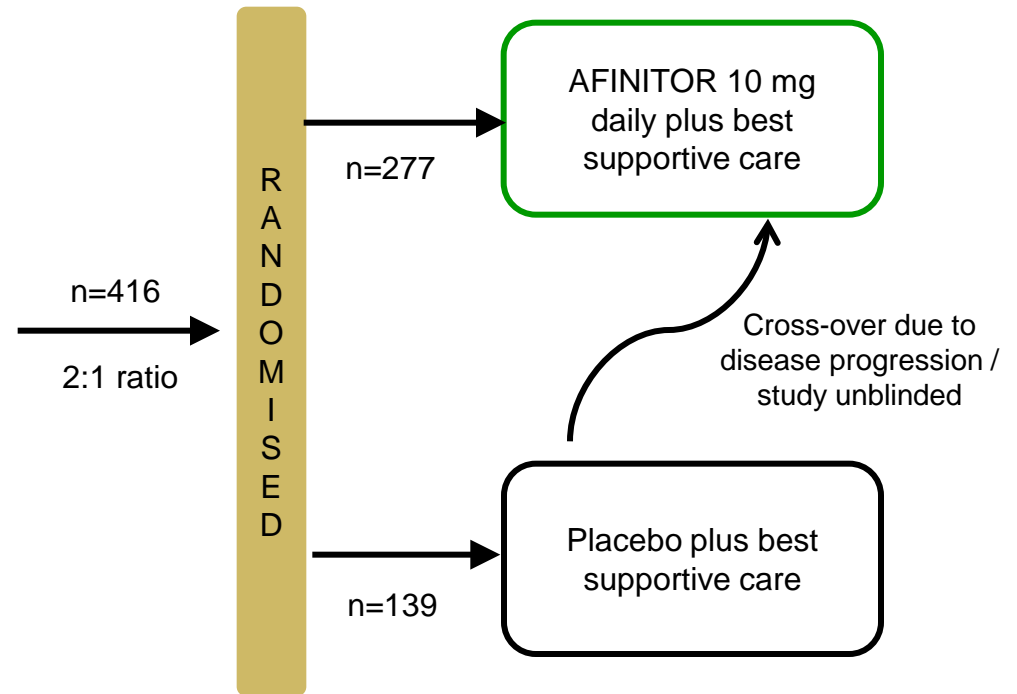 n=416
2:1 ratio
R
A
N
D
O
M
I
S
E
D
n=277
AFINITOR 10 mg
daily plus best
supportive care
Cross-over due to
disease progression /
study unblinded
n=139
Placebo plus best
supportive care